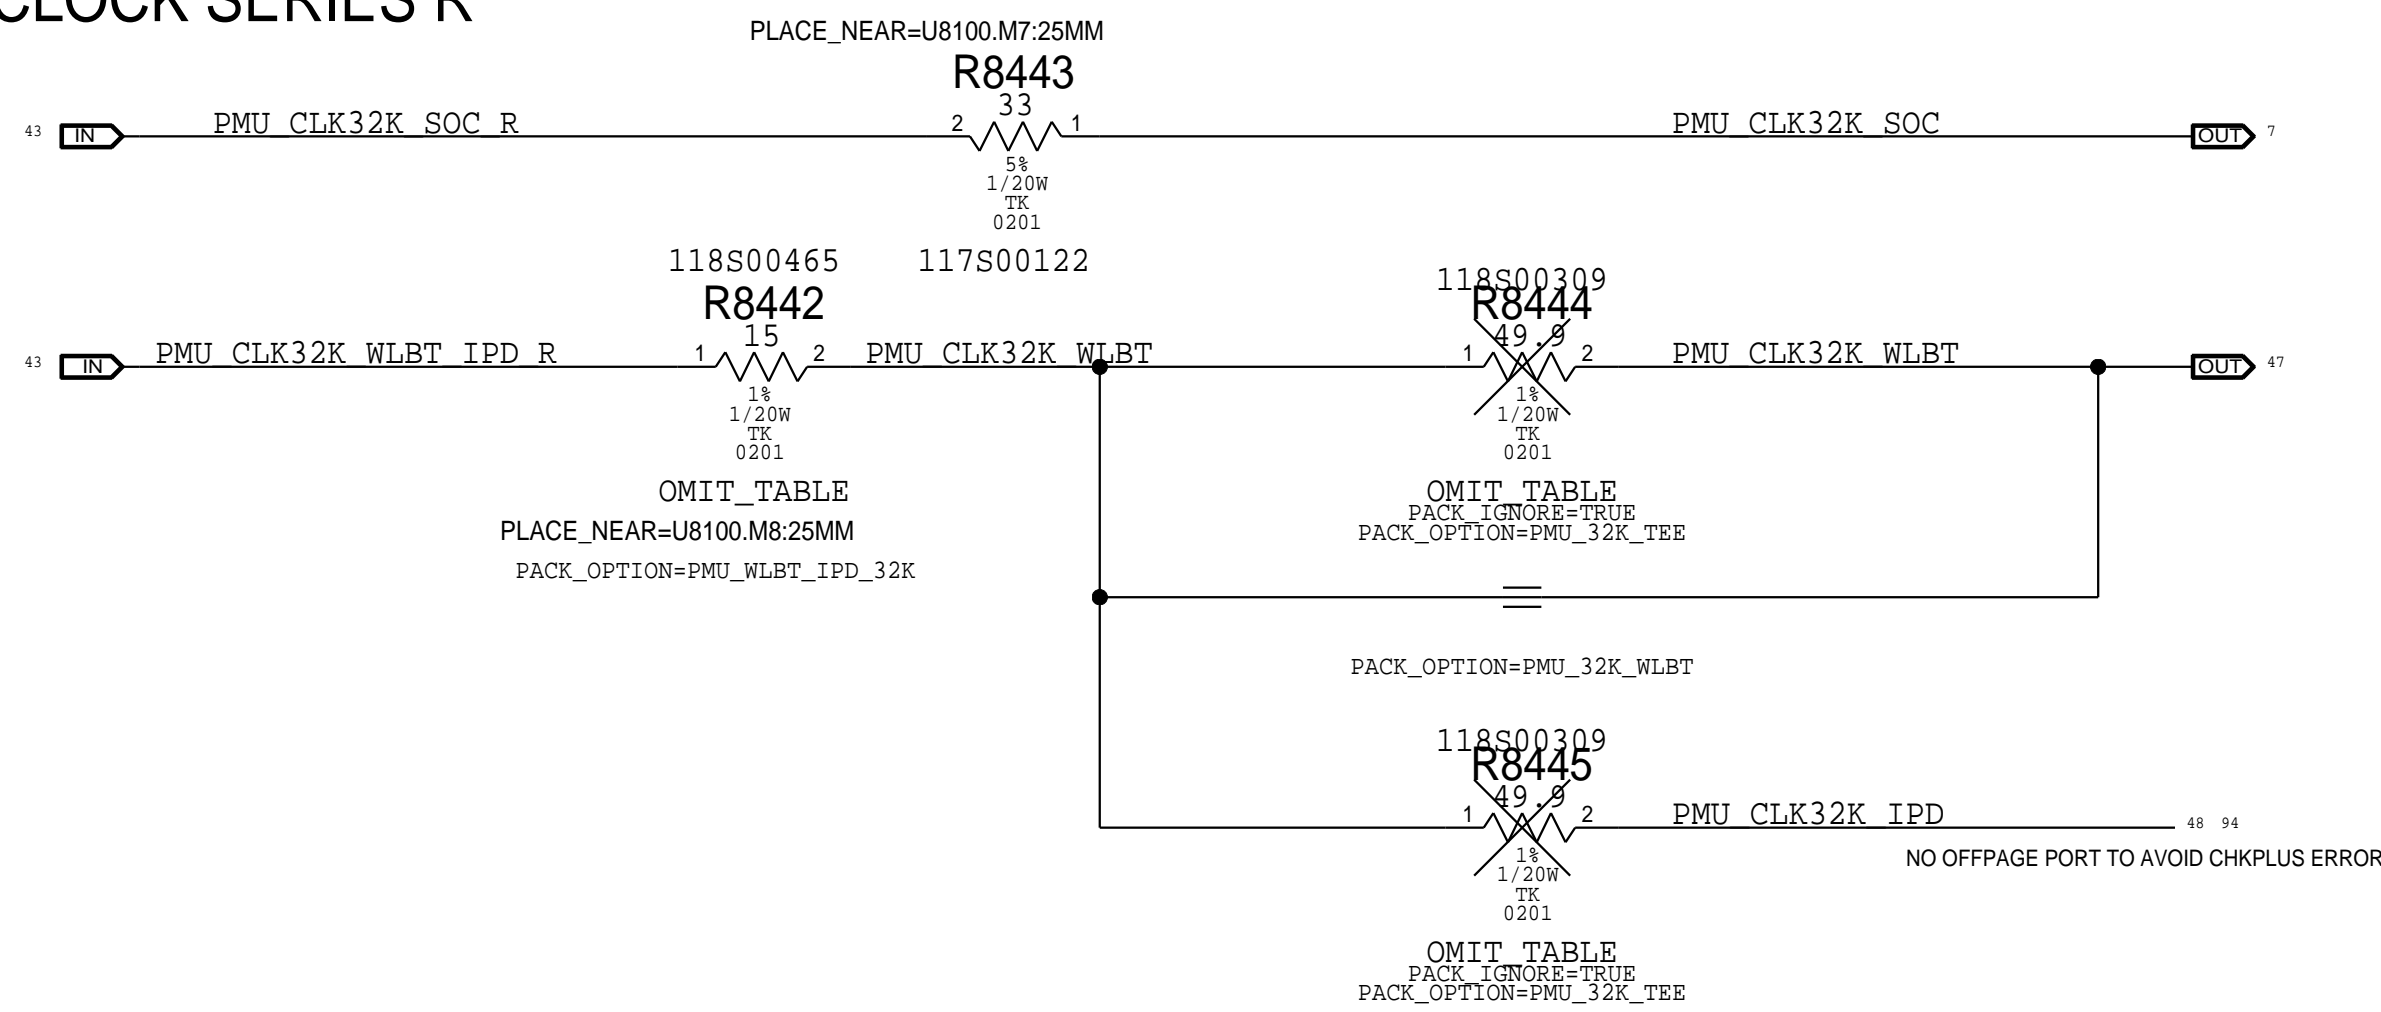 CLOCK SERIES R
PLACE_NEAR=U8100.M7:25MM
R8443
33
43 IN PMU_CLK32K_SOC_R 2 1 PMU_CLK32K_SOC OUT 7
5%
1/20W
TK
0201
118S00465 117S00122 118S00309
R8442 R8444
15 49.9
43 IN PMU_CLK32K_WLBT_IPD_R 1 2 PMU_CLK32K_WLBT 1 2 PMU_CLK32K_WLBT OUT 47
1% 1%
1/20W 1/20W
TK TK
0201 0201
OMIT_TABLE OMIT_TABLE
PACK_IGNORE=TRUE
PLACE_NEAR=U8100.M8:25MM PACK_OPTION=PMU_32K_TEE
PACK_OPTION=PMU_WLBT_IPD_32K
PACK_OPTION=PMU_32K_WLBT
118S00309
R8445
49.9
1 2 PMU_CLK32K_IPD 48 94
1%
NO OFFPAGE PORT TO AVOID CHKPLUS ERROR
1/20W
TK
0201
OMIT_TABLE
PACK_IGNORE=TRUE
PACK_OPTION=PMU_32K_TEE